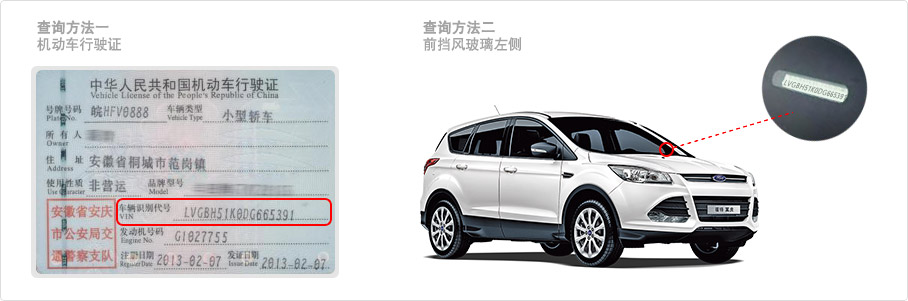 查询方法一
机动车行驶证
中华人民共和国机动车行驶证
Vehicle License of the People's Republic of China
号牌号码 皖HFV0888 车辆类型 小型轿车
Plate No. Vehicle Type
所有人
Owner
住址 安徽省桐城市范岗镇
Address
使用性质 非营运 品牌型号
Use Character Model
安徽省安庆
市公安局交
通警察支队
车辆识别代号 LVGBH51K0DG665391
VIN
发动机号码 G1027755
Engine No.
注册日期 2013-02-07 发证日期 2013-02-07
Register Date Issue Date
查询方法二
前挡风玻璃左侧
LVGBH51K0DG665391
Ford